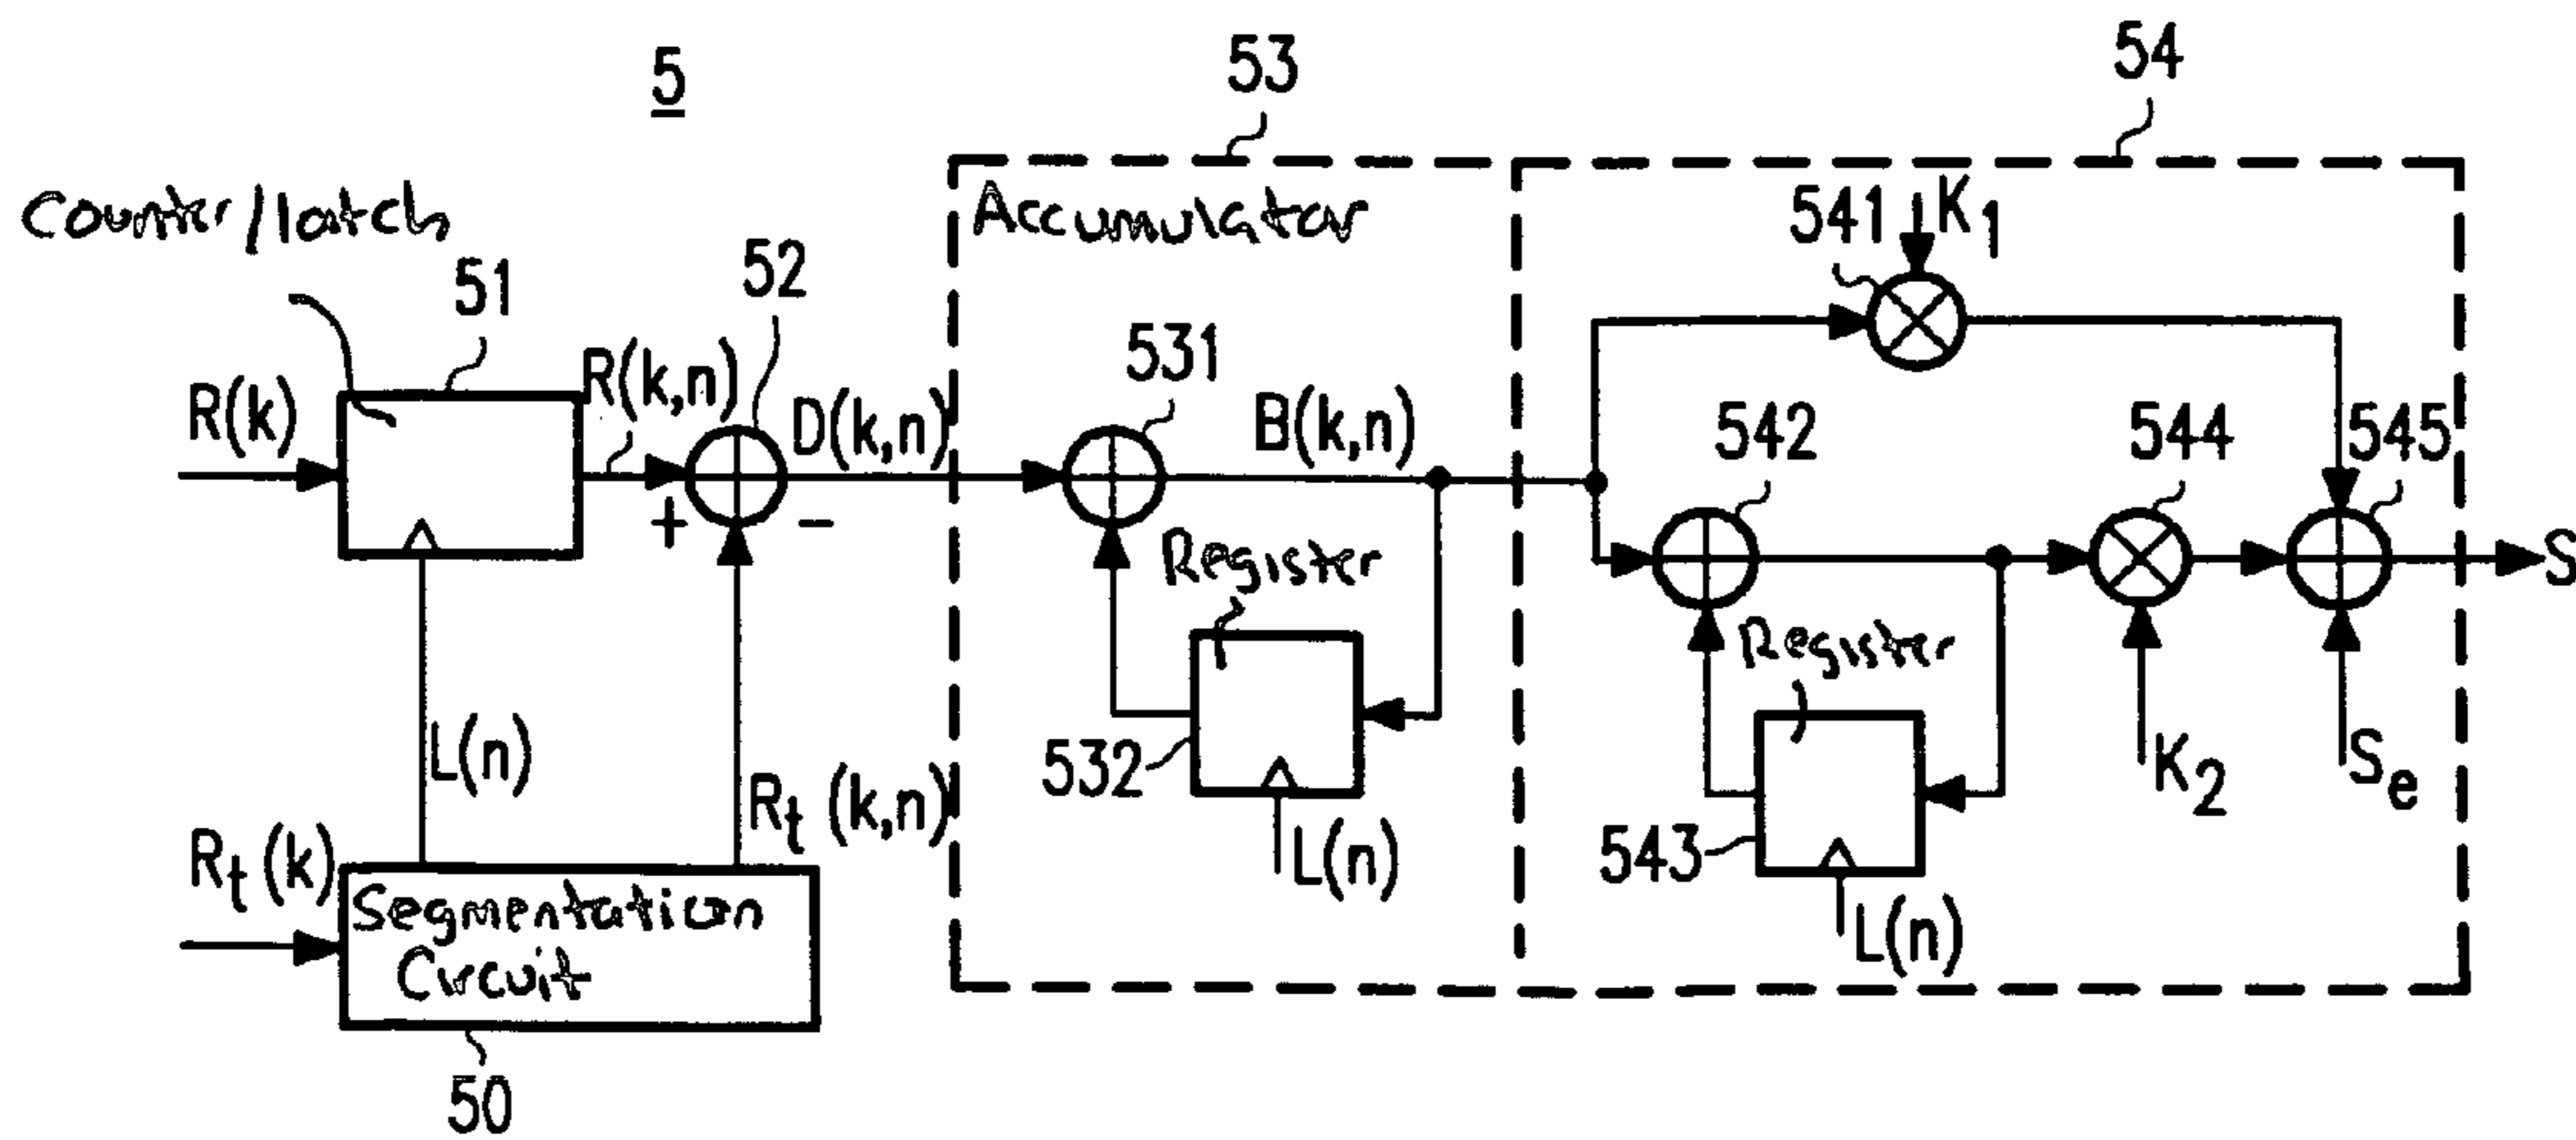 5
53
54
Counter/latch
Accumulator
541
K1
51
52
R(k,n)
531
R(k)
D(k,n)
B(k,n)
542
544
545
+
-
Register
S
Register
L(n)
532
K2
Se
Rt (k,n)
543
Rt (k)
L(n)
Segmentation
Circuit
L(n)
50